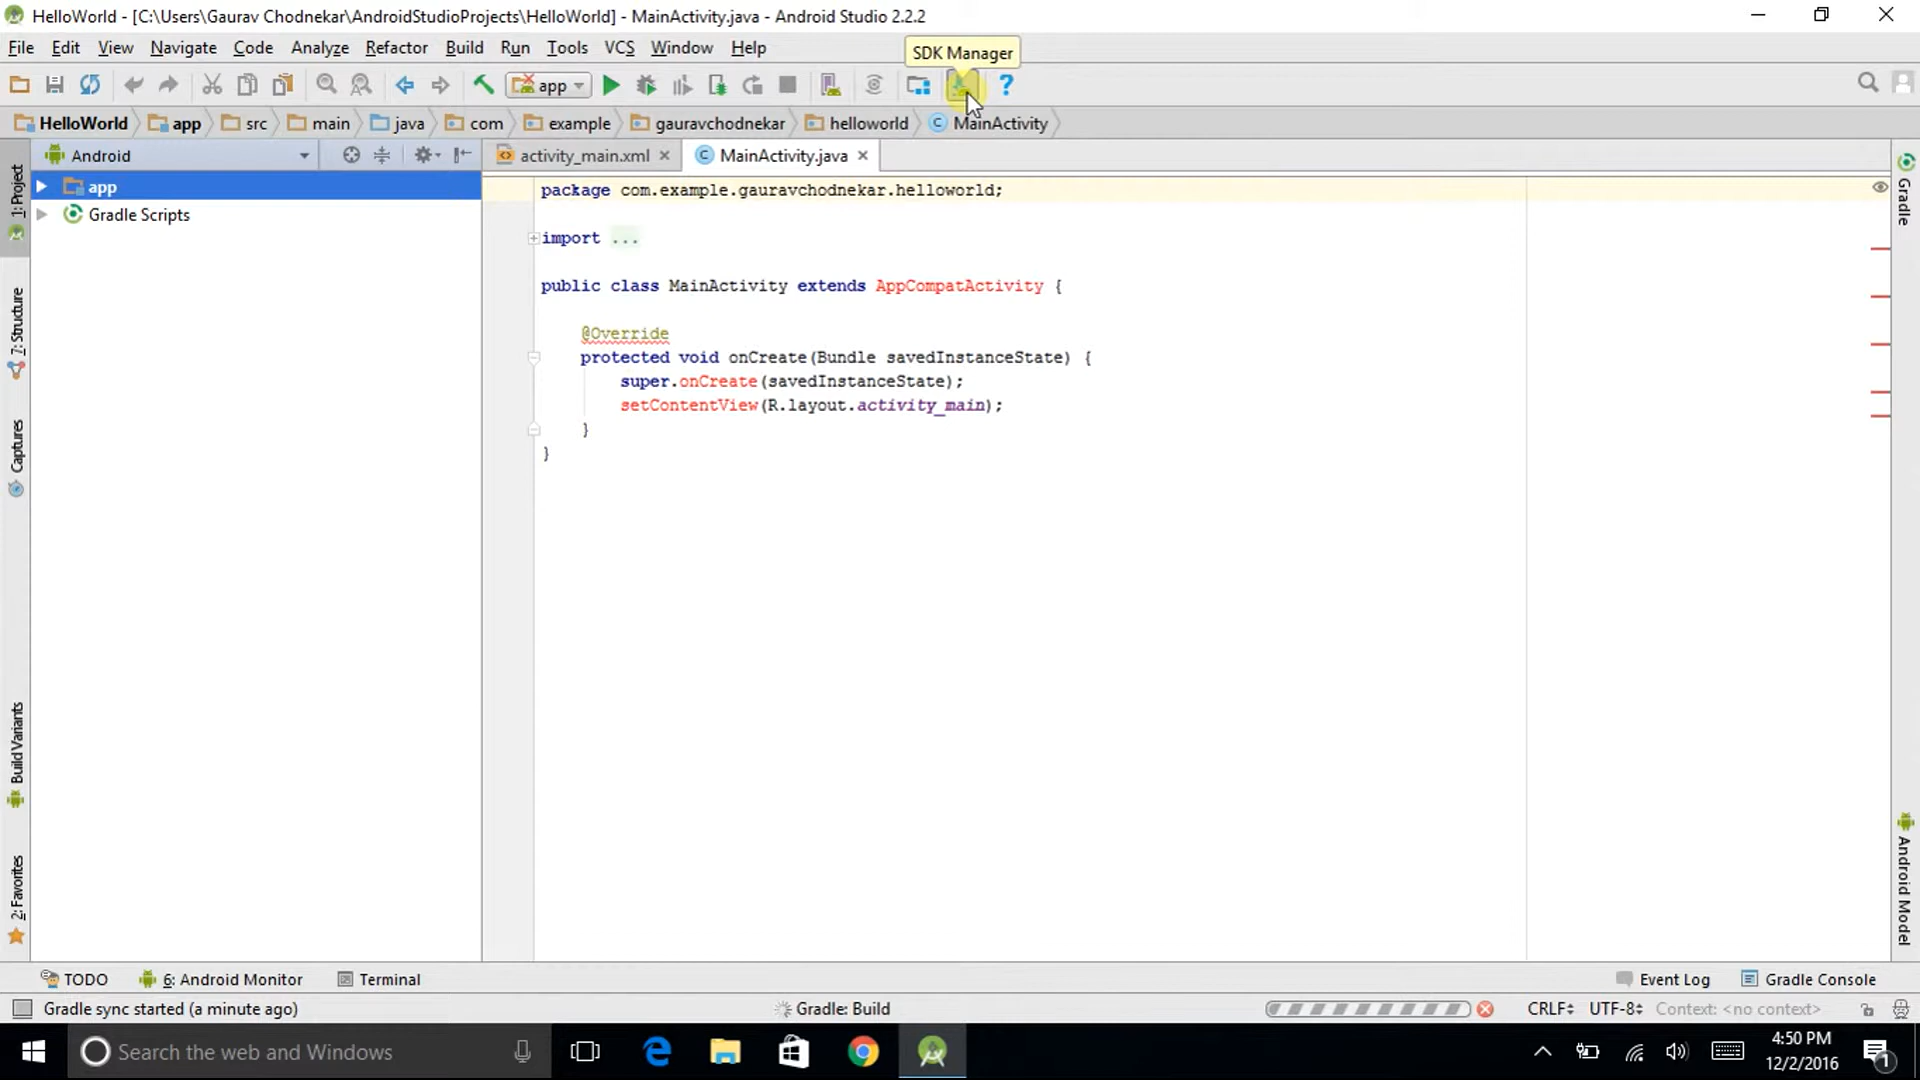 HelloWorld - [C:\Users\Gaurav Chodnekar\AndroidStudioProjects\HelloWorld] - MainActivity.java - Android Studio 2.2.2
File Edit View Navigate Code Analyze Refactor Build Run Tools VCS Window Help
SDK Manager
app
HelloWorld app src main java com example gauravchodnekar helloworld MainActivity
Android
activity_main.xml
MainActivity.java
1: Project
7: Structure
Captures
Build Variants
2: Favorites
app
Gradle Scripts
package com.example.gauravchodnekar.helloworld;
import ...
public class MainActivity extends AppCompatActivity {
@Override
protected void onCreate(Bundle savedInstanceState) {
super.onCreate(savedInstanceState);
setContentView(R.layout.activity_main);
}
}
Gradle
Android Model
TODO 6: Android Monitor Terminal Event Log Gradle Console
Gradle sync started (a minute ago) Gradle: Build CRLF UTF-8 Context: <no context>
Search the web and Windows
4:50 PM
12/2/2016
1